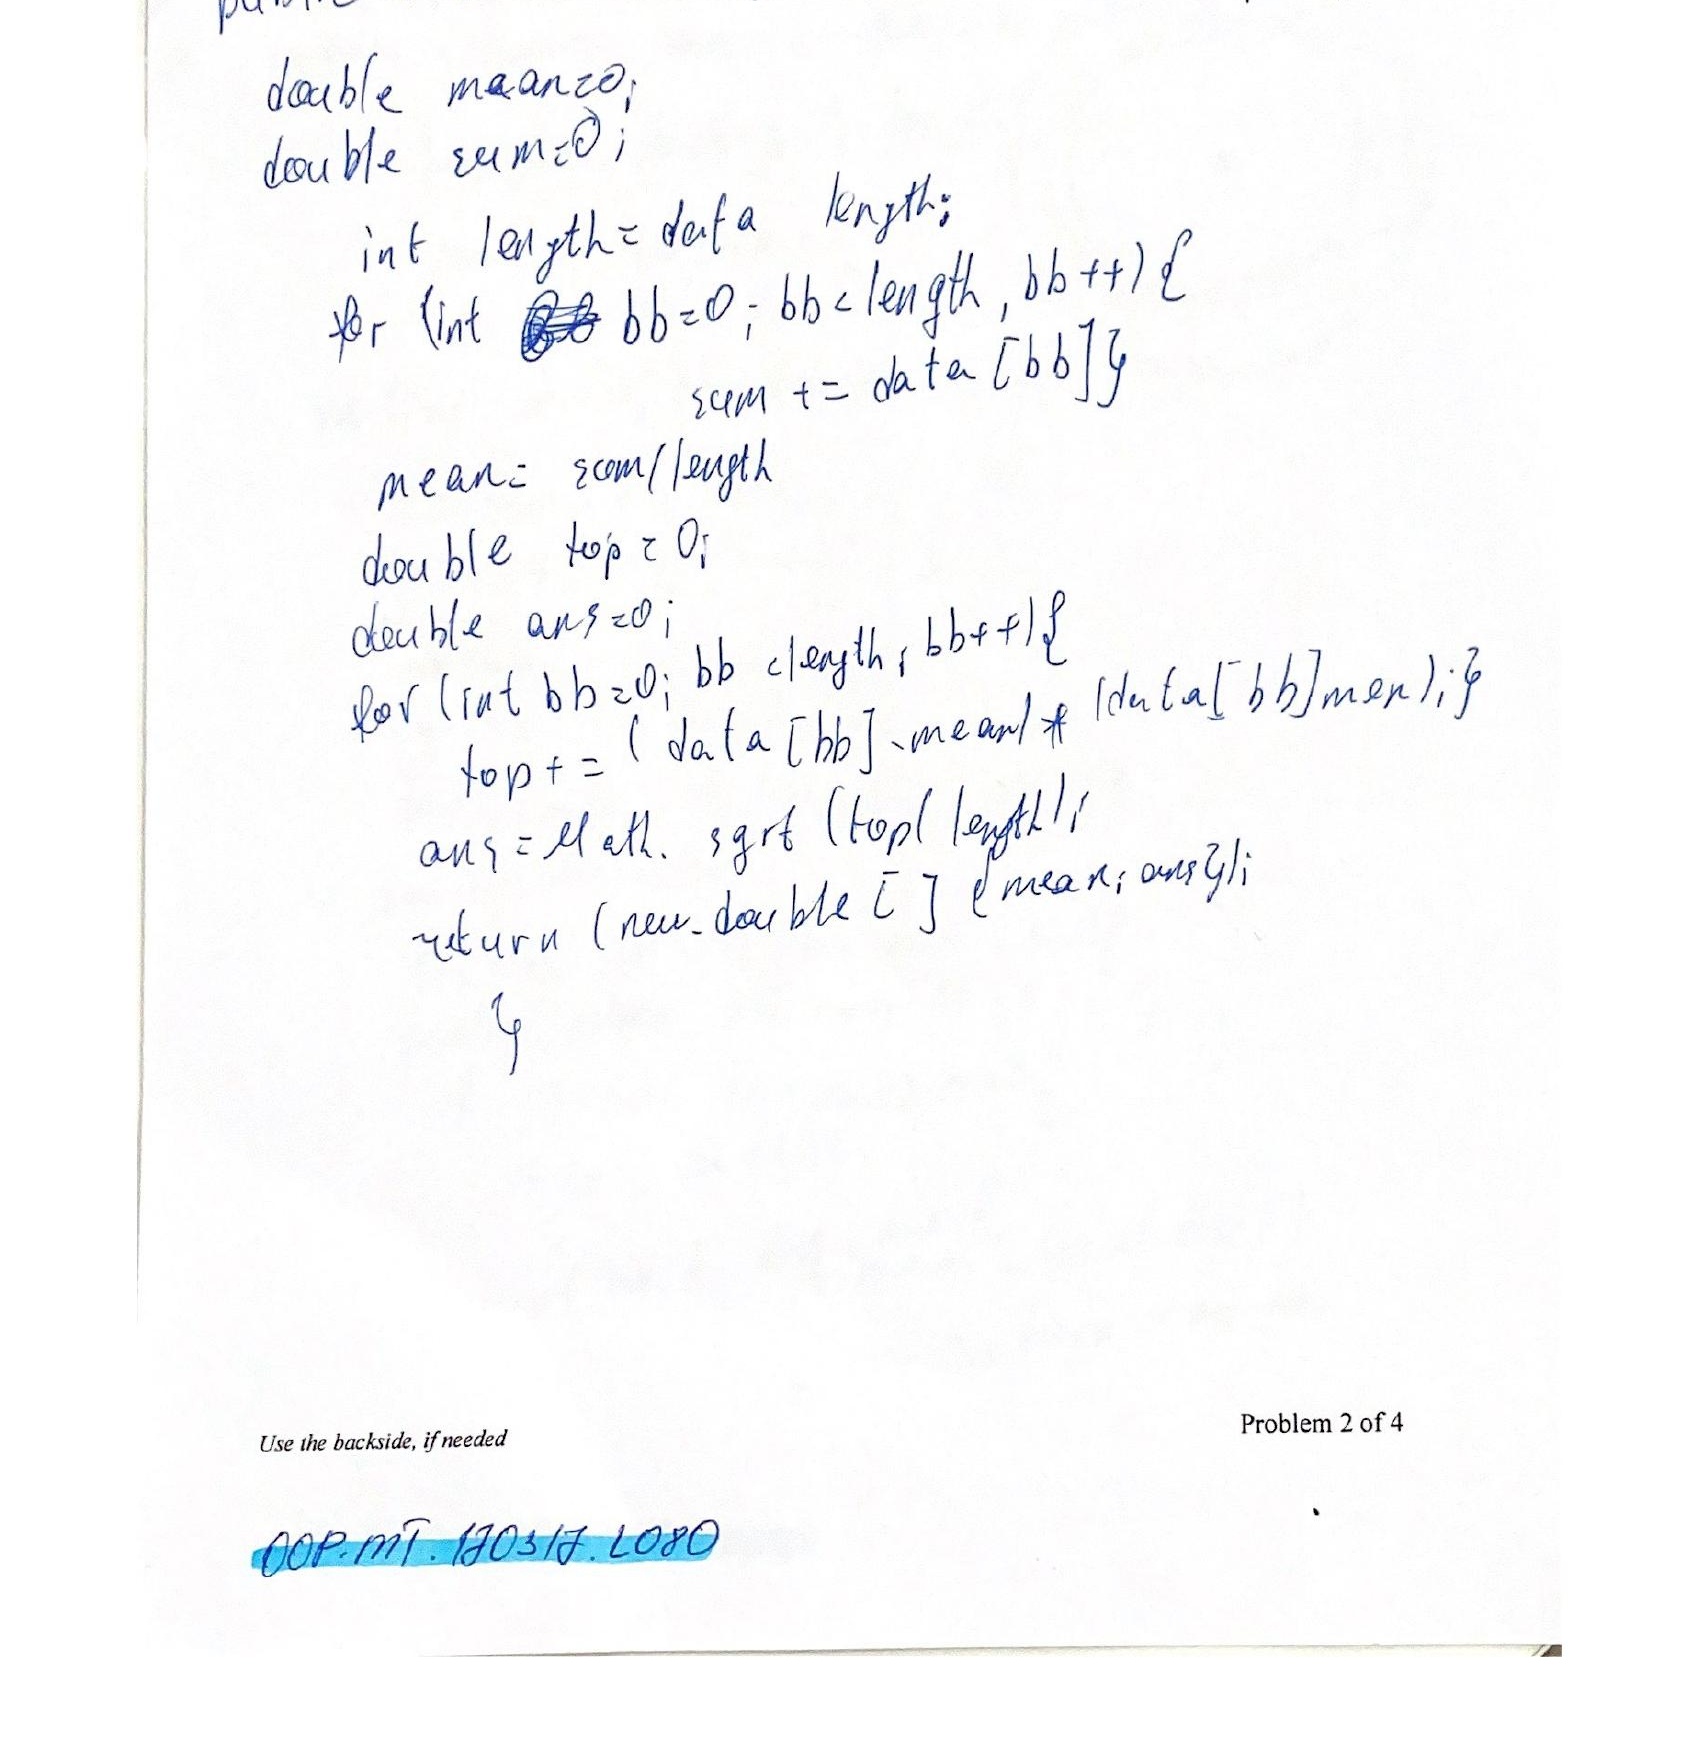 double mean=0;
double sum=0;
int length= data length;
for (int bb=0; bb<length, bb++) {
sum += data [bb]}
mean= sum/length
double top = 0;
double ans=0;
for (int bb=0; bb <length; bb++){
top+= (data [bb]-mean) * (data[bb]men);}
ans = Math. sqrt (top/ length);
return (new double [] {mean; ans});
}
Use the backside, if needed
Problem 2 of 4
OOP.MT.170317.L080